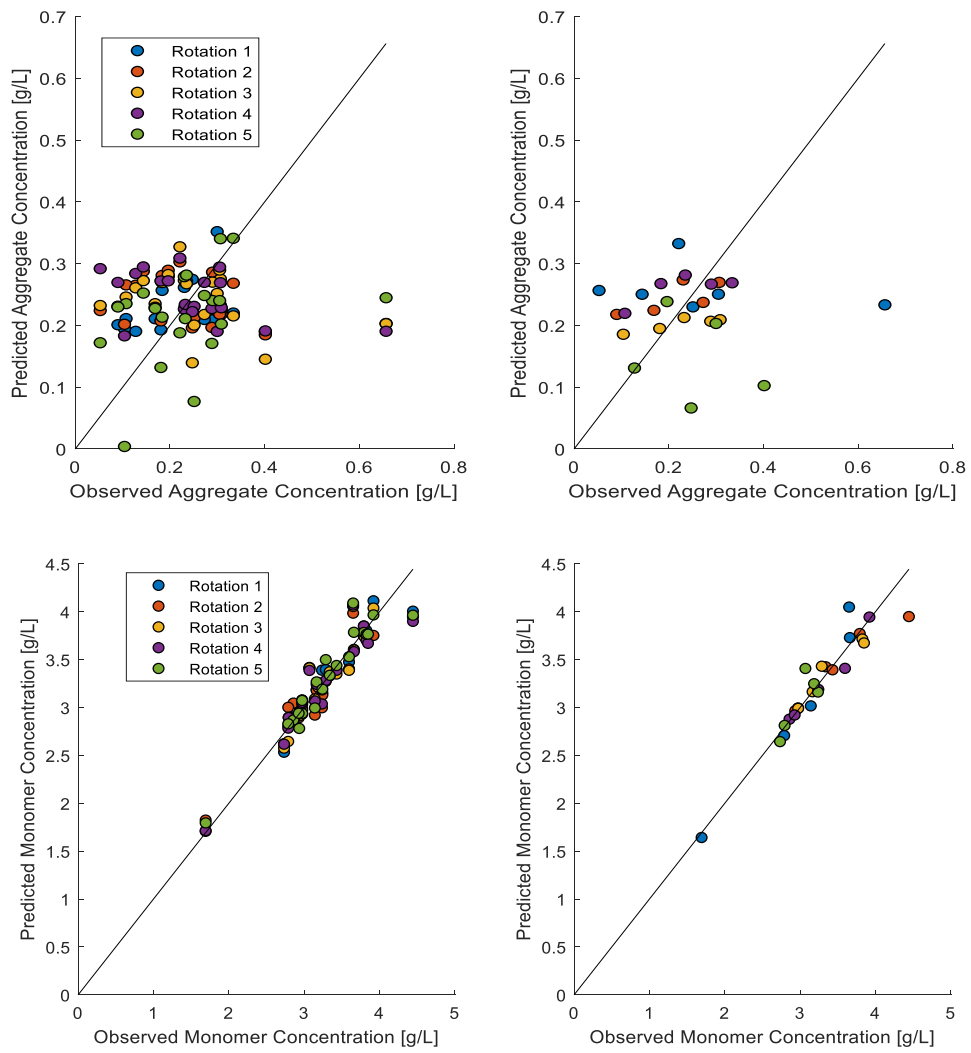 Predicted Aggregate Concentration [g/L]
0.7
0.6
0.5
0.4
0.3
0.2
0.1
0
Rotation 1
Rotation 2
Rotation 3
Rotation 4
Rotation 5
0 0.2 0.4 0.6 0.8
Observed Aggregate Concentration [g/L]
Predicted Aggregate Concentration [g/L]
0.7
0.6
0.5
0.4
0.3
0.2
0.1
0
0 0.2 0.4 0.6 0.8
Observed Aggregate Concentration [g/L]
Predicted Monomer Concentration [g/L]
4.5
4
3.5
3
2.5
2
1.5
1
0.5
0
Rotation 1
Rotation 2
Rotation 3
Rotation 4
Rotation 5
0 1 2 3 4 5
Observed Monomer Concentration [g/L]
Predicted Monomer Concentration [g/L]
4.5
4
3.5
3
2.5
2
1.5
1
0.5
0
0 1 2 3 4 5
Observed Monomer Concentration [g/L]